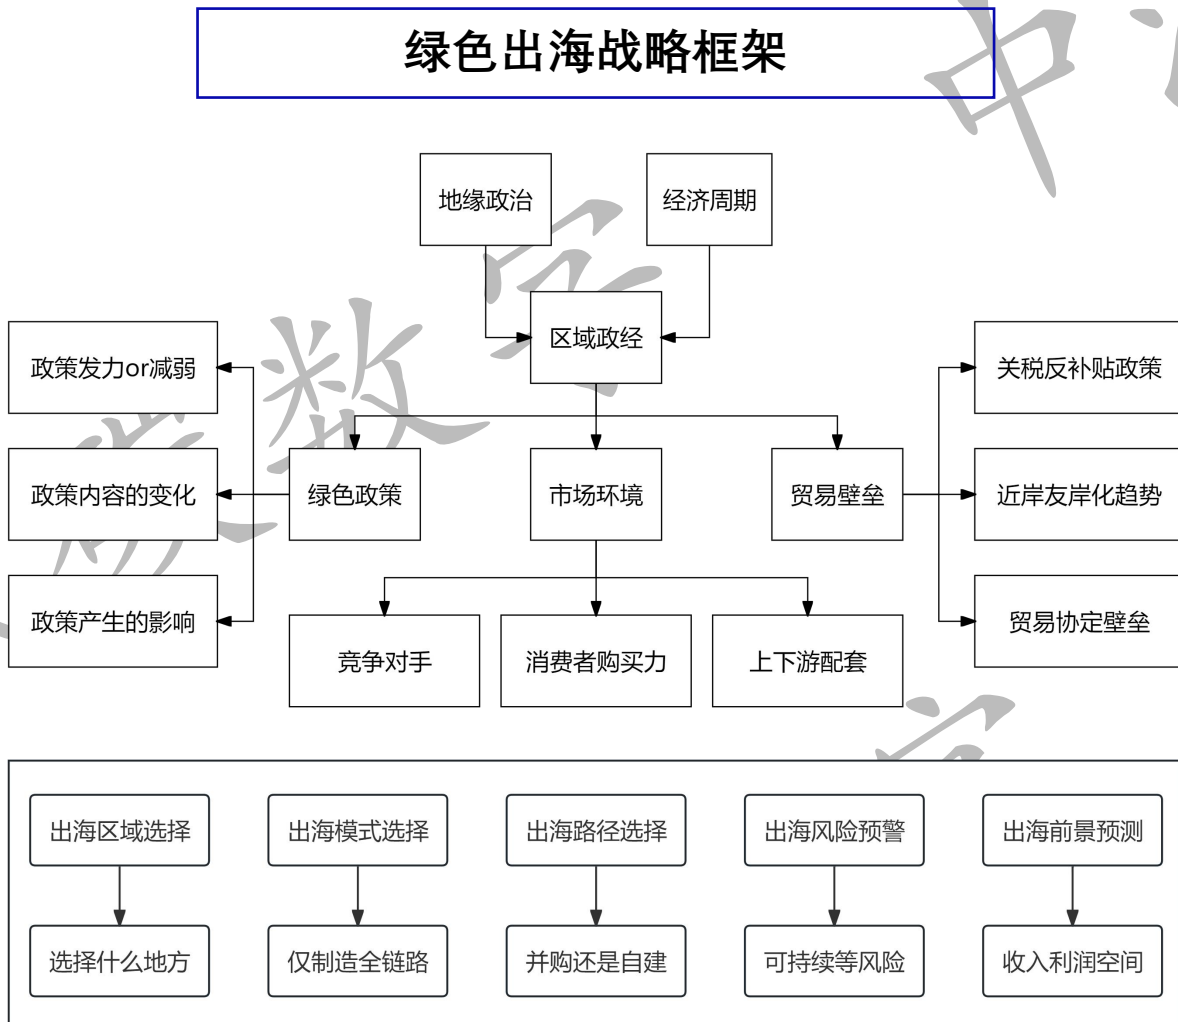 绿色出海战略框架
地缘政治
经济周期
区域政经
政策发力or减弱
关税反补贴政策
政策内容的变化
绿色政策
市场环境
贸易壁垒
近岸友岸化趋势
政策产生的影响
贸易协定壁垒
竞争对手
消费者购买力
上下游配套
出海区域选择
出海模式选择
出海路径选择
出海风险预警
出海前景预测
选择什么地方
仅制造全链路
并购还是自建
可持续等风险
收入利润空间